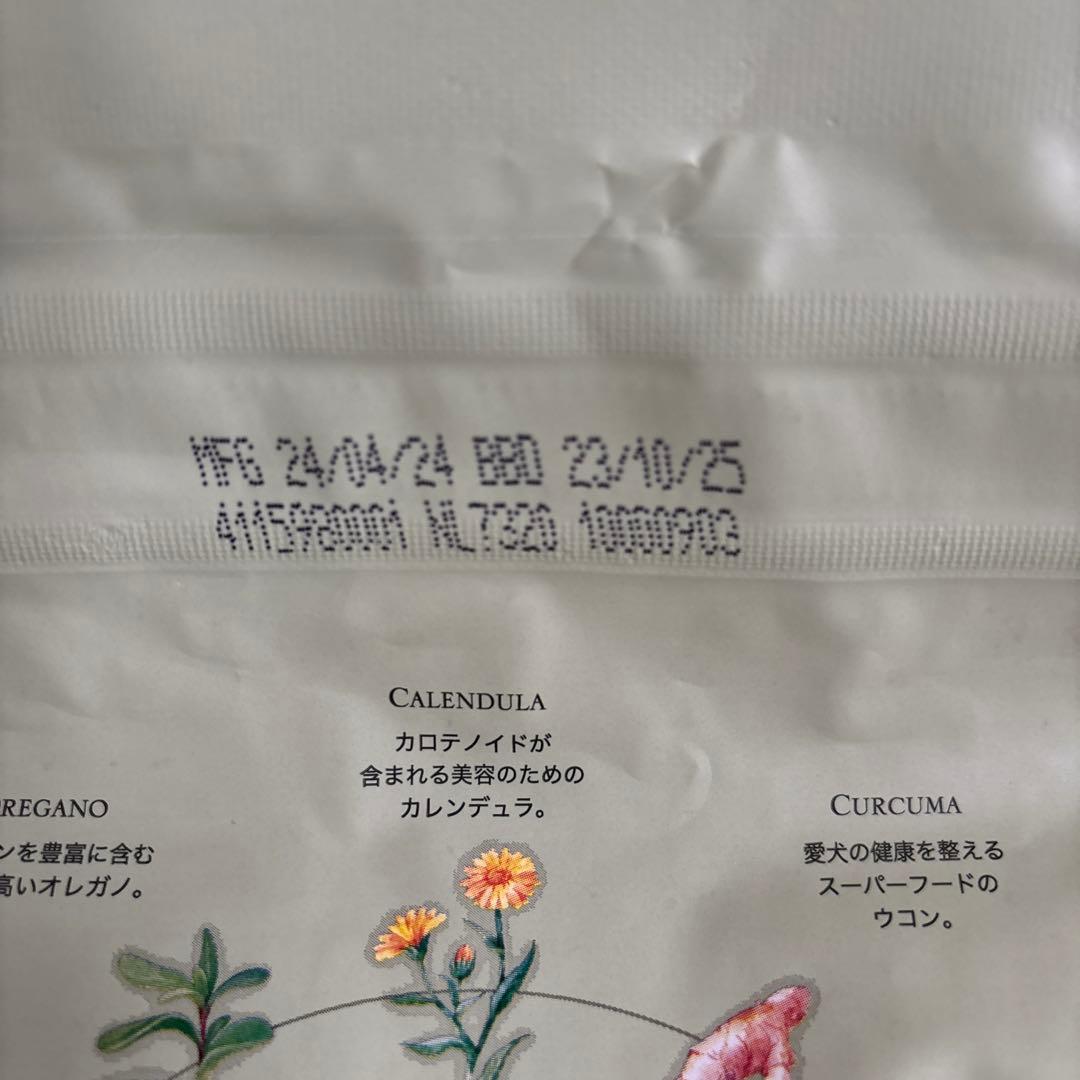 MFG 24/04/24 BBD 23/10/25
4115980001 NL7320 10000903
CALENDULA
カロテノイドが
含まれる美容のための
カレンデュラ。
REGANO
ンを豊富に含む
高いオレガノ。
CURCUMA
愛犬の健康を整える
スーパーフードの
ウコン。